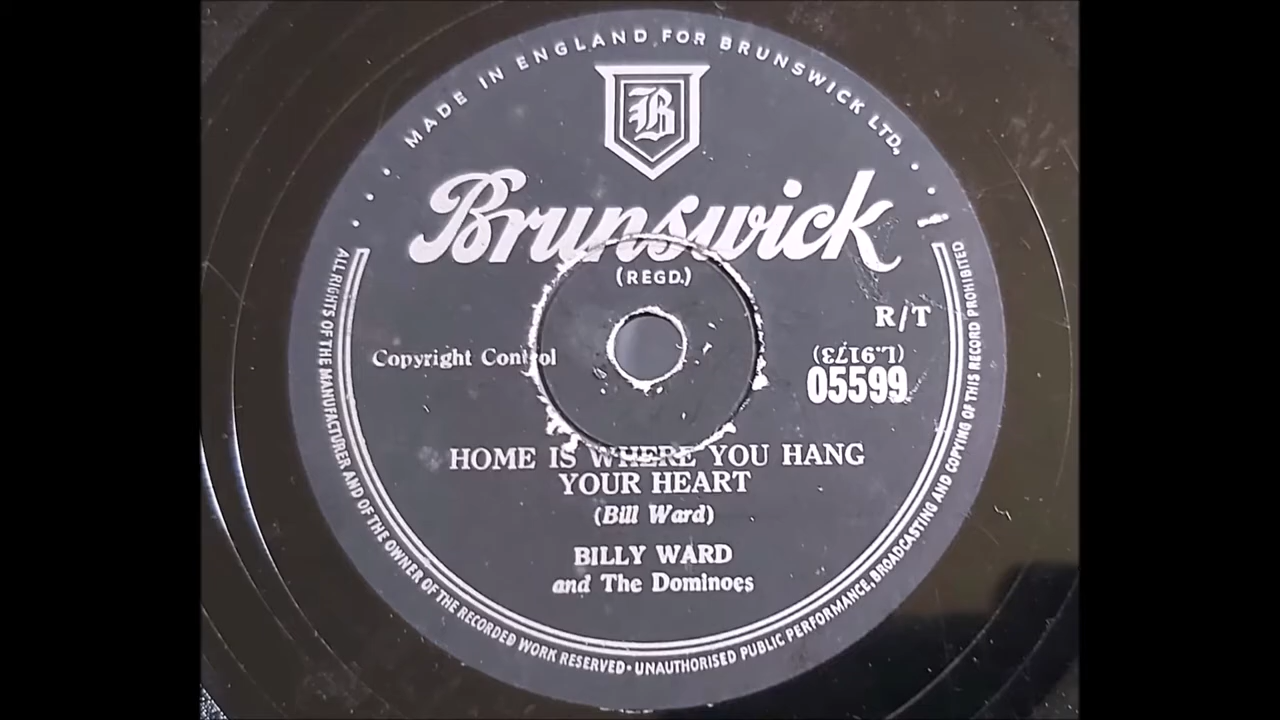 MADE IN ENGLAND FOR BRUNSWICK LTD.
B
Brunswick
(REGD.)
R/T
Copyright Control
(L.9173)
05599
HOME IS WHERE YOU HANG
YOUR HEART
(Bill Ward)
BILLY WARD
and The Dominoes
ALL RIGHTS OF THE MANUFACTURER AND OF THE OWNER OF THE RECORDED WORK RESERVED • UNAUTHORISED PUBLIC PERFORMANCE, BROADCASTING AND COPYING OF THIS RECORD PROHIBITED